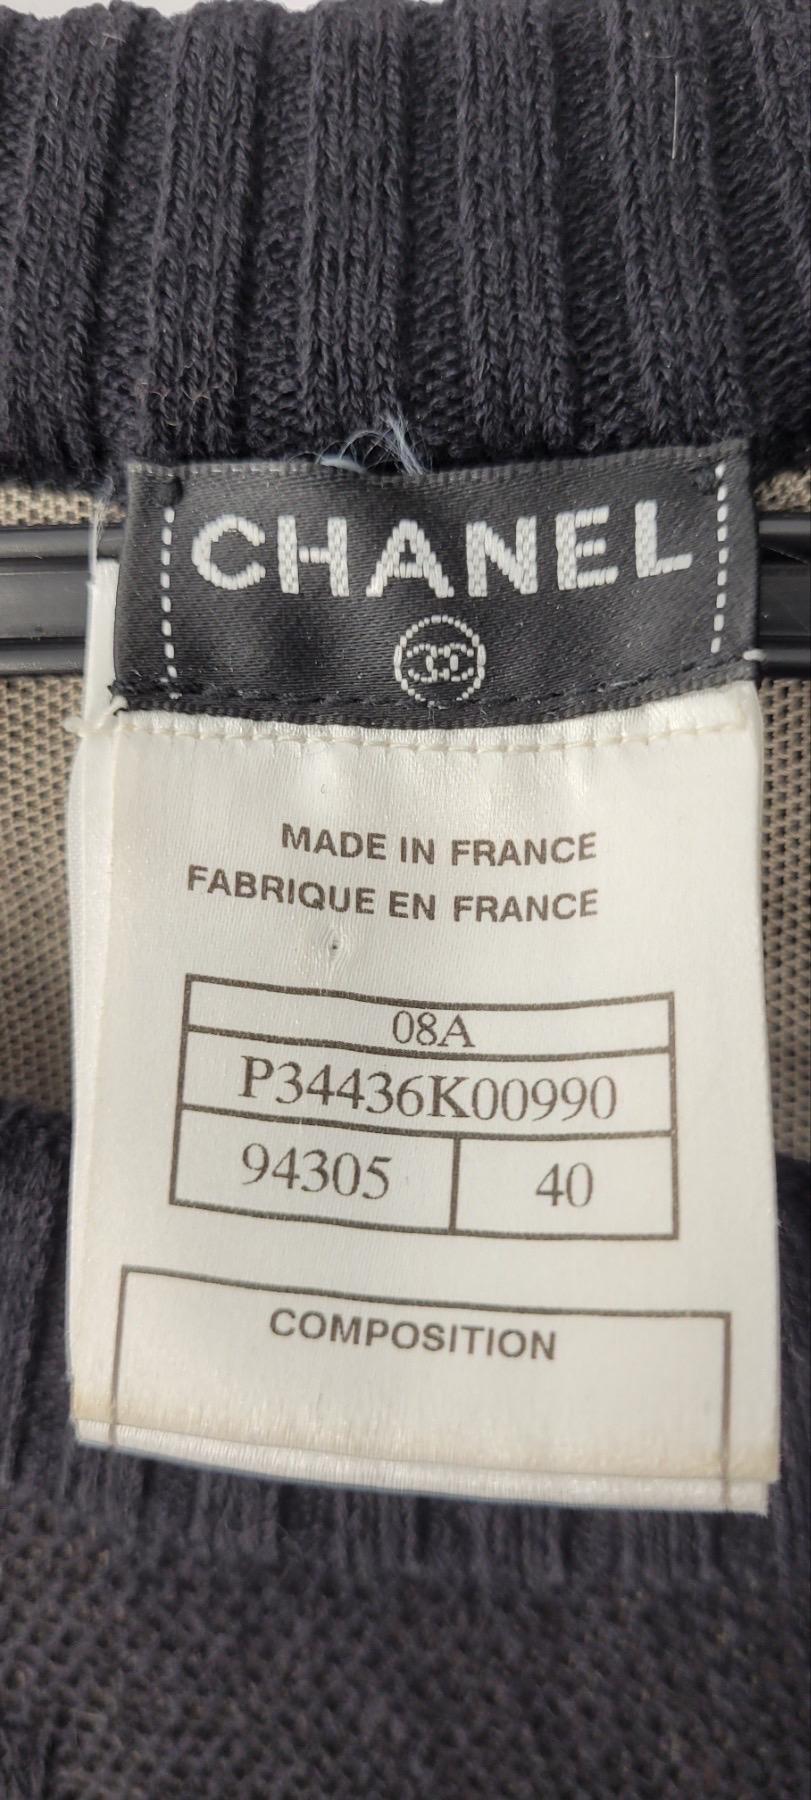 CHANEL
MADE IN FRANCE
FABRIQUE EN FRANCE
08A
P34436K00990
94305 40
COMPOSITION